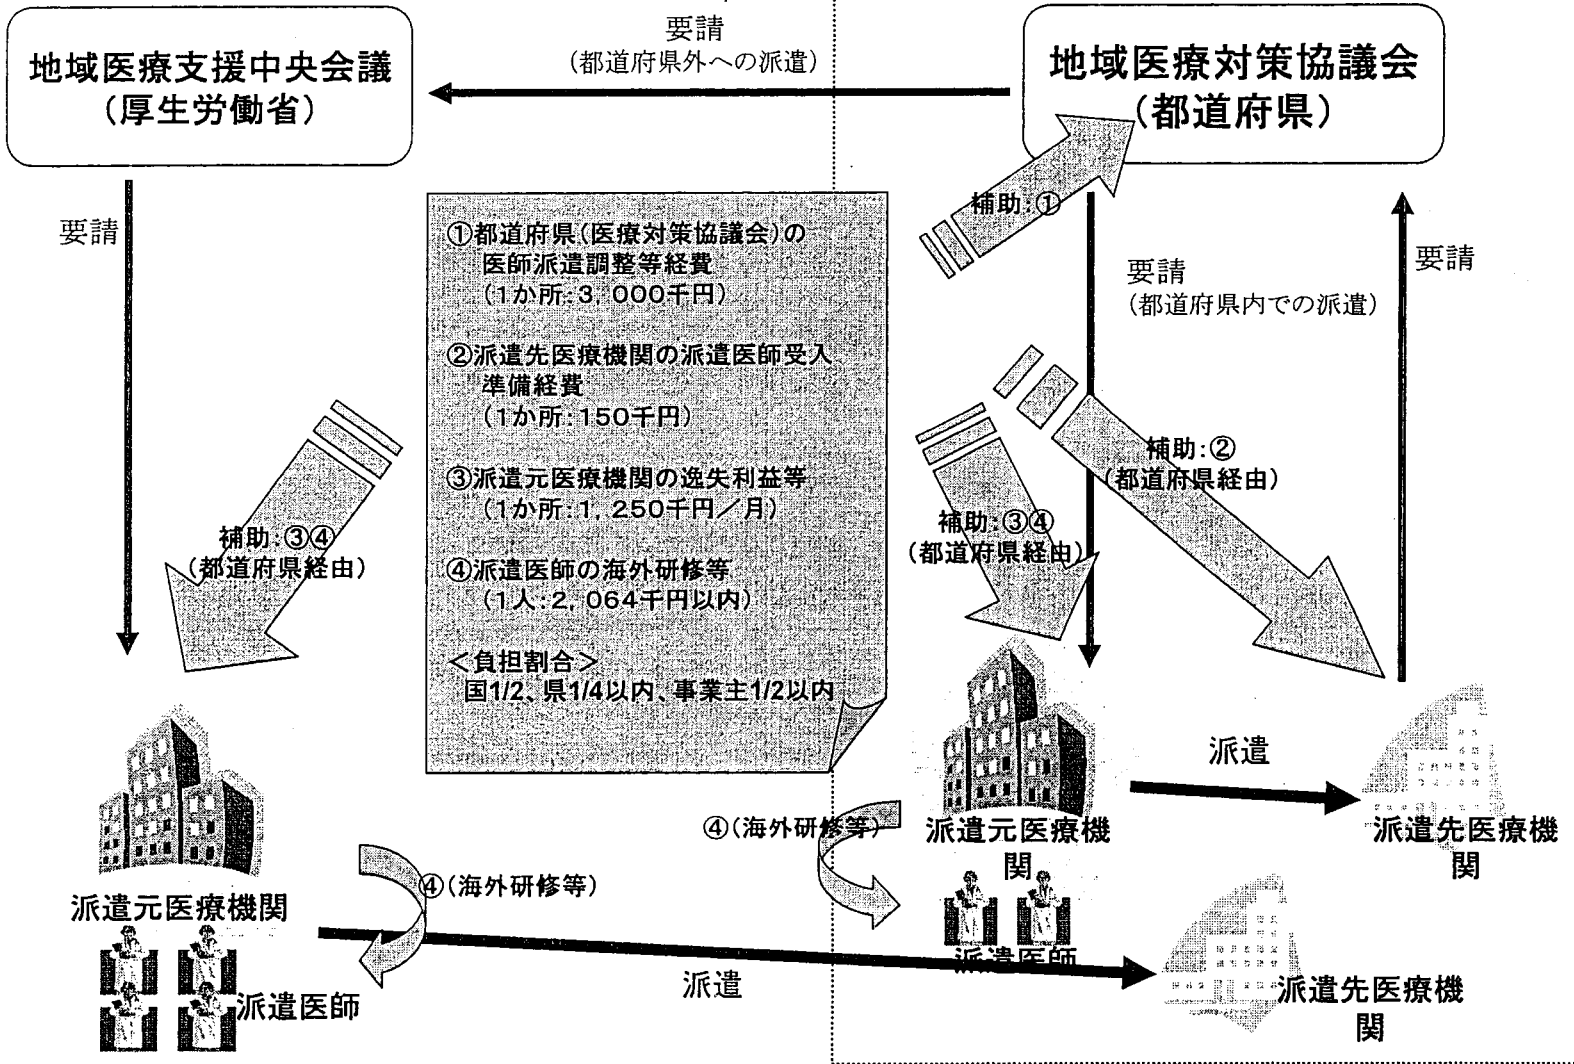 地域医療支援中央会議
(厚生労働省)
要請
(都道府県外への派遣)
地域医療対策協議会
(都道府県)
要請
補助:①
要請
(都道府県内での派遣)
要請
①都道府県(医療対策協議会)の
医師派遣調整等経費
(1か所:3,000千円)
②派遣先医療機関の派遣医師受入
準備経費
(1か所:150千円)
③派遣元医療機関の逸失利益等
(1か所:1,250千円/月)
④派遣医師の海外研修等
(1人:2,064千円以内)
<負担割合>
国1/2、県1/4以内、事業主1/2以内
補助:③④
(都道府県経由)
補助:③④
(都道府県経由)
補助:②
(都道府県経由)
派遣元医療機関
派遣医師
④(海外研修等)
派遣
④(海外研修等)
派遣元医療機
関
派遣医師
派遣
派遣先医療機
関
派遣先医療機
関